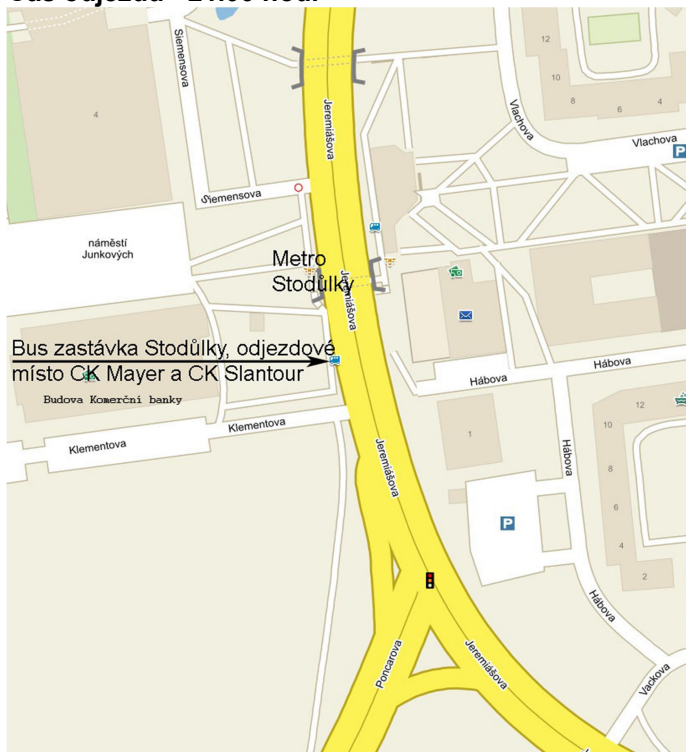 Siemensova
4
Jeremiášova
12
10
8
6
4
Vlachova
Vlachova
P
Siemensova
náměstí
Junkových
Metro
Stodůlky
Jeremiášova
Bus zastávka Stodůlky, odjezdové
místo CK Mayer a CK Slantour
Budova Komerční banky
Hábova
Hábova
Klementova
Klementova
Jeremiášova
1
Hábova
12
10
8
6
4
2
P
Hábova
Poncarova
Jeremiášova
Vackova